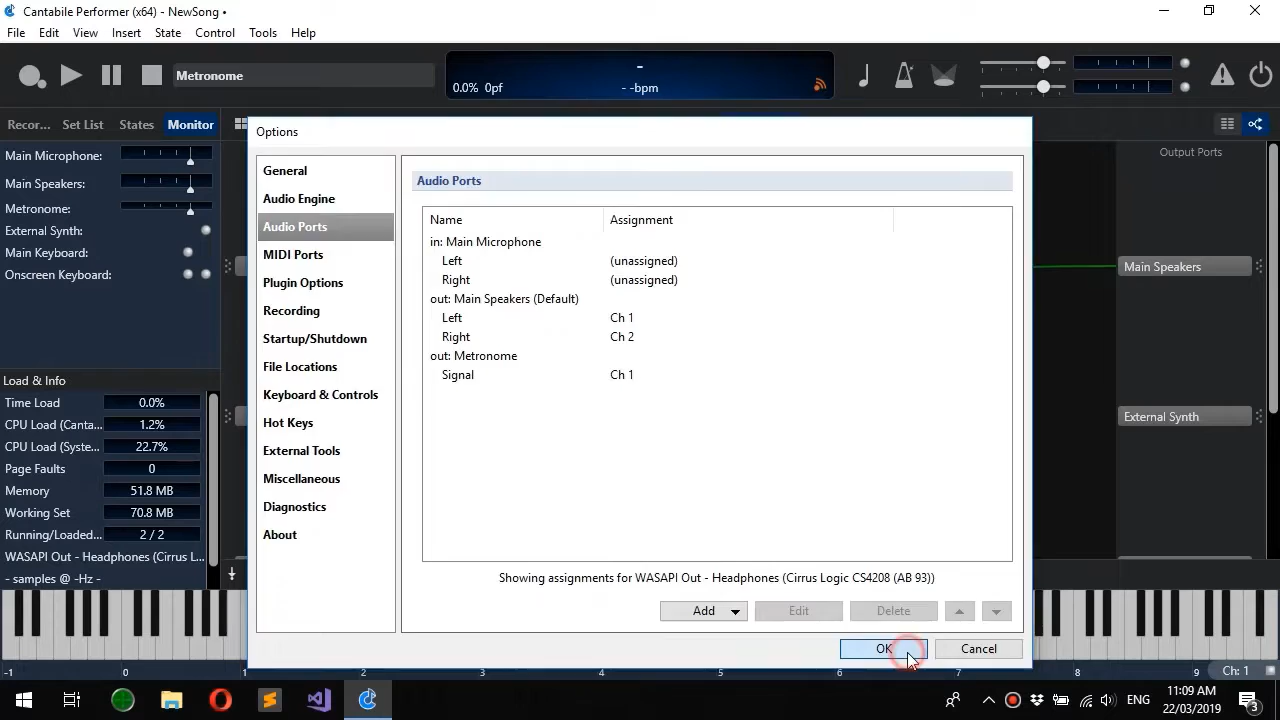 Cantabile Performer (x64) - NewSong •
File Edit View Insert State Control Tools Help
Metronome
-
0.0% 0pf
- -bpm
Recor... Set List States Monitor
Main Microphone:
Main Speakers:
Metronome:
External Synth:
Main Keyboard:
Onscreen Keyboard:
Load & Info
Time Load 0.0%
CPU Load (Canta... 1.2%
CPU Load (Syste... 22.7%
Page Faults 0
Memory 51.8 MB
Working Set 70.8 MB
Running/Loaded... 2 / 2
WASAPI Out - Headphones (Cirrus L...
- samples @ -Hz -
Options
General
Audio Engine
Audio Ports
MIDI Ports
Plugin Options
Recording
Startup/Shutdown
File Locations
Keyboard & Controls
Hot Keys
External Tools
Miscellaneous
Diagnostics
About
Audio Ports
Name Assignment
in: Main Microphone
Left (unassigned)
Right (unassigned)
out: Main Speakers (Default)
Left Ch 1
Right Ch 2
out: Metronome
Signal Ch 1
Showing assignments for WASAPI Out - Headphones (Cirrus Logic CS4208 (AB 93))
Add Edit Delete
OK Cancel
Output Ports
Main Speakers
External Synth
-1 0 1 2 3 4 5 6 7 8 9 Ch: 1
ENG
11:09 AM
22/03/2019
3